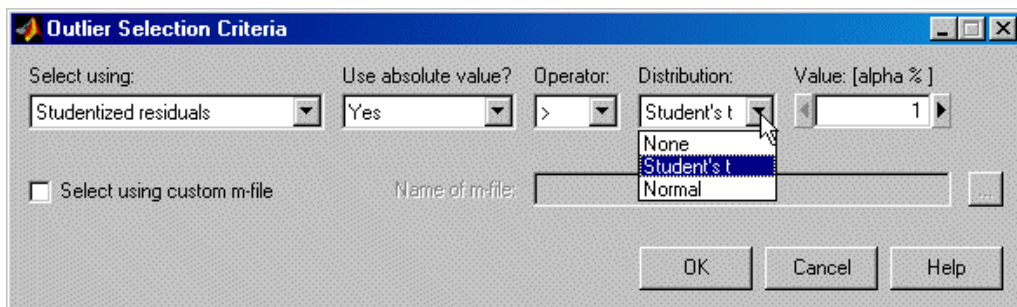 Outlier Selection Criteria
Select using: Use absolute value? Operator: Distribution: Value: [alpha % ]
Studentized residuals Yes > Student's t 1
None
Student's t
Normal
Select using custom m-file Name of m-file: ...
OK Cancel Help